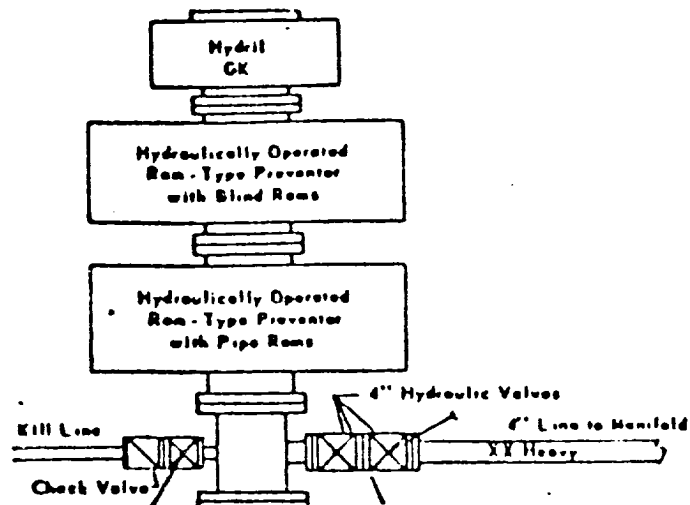 Hydril
GK
Hydraulically Operated
Ram - Type Preventer
with Blind Rams
Hydraulically Operated
Ram - Type Preventer
with Pipe Rams
4" Hydraulic Valves
Kill Line
4" Line to Manifold
XX Heavy
Check Valve